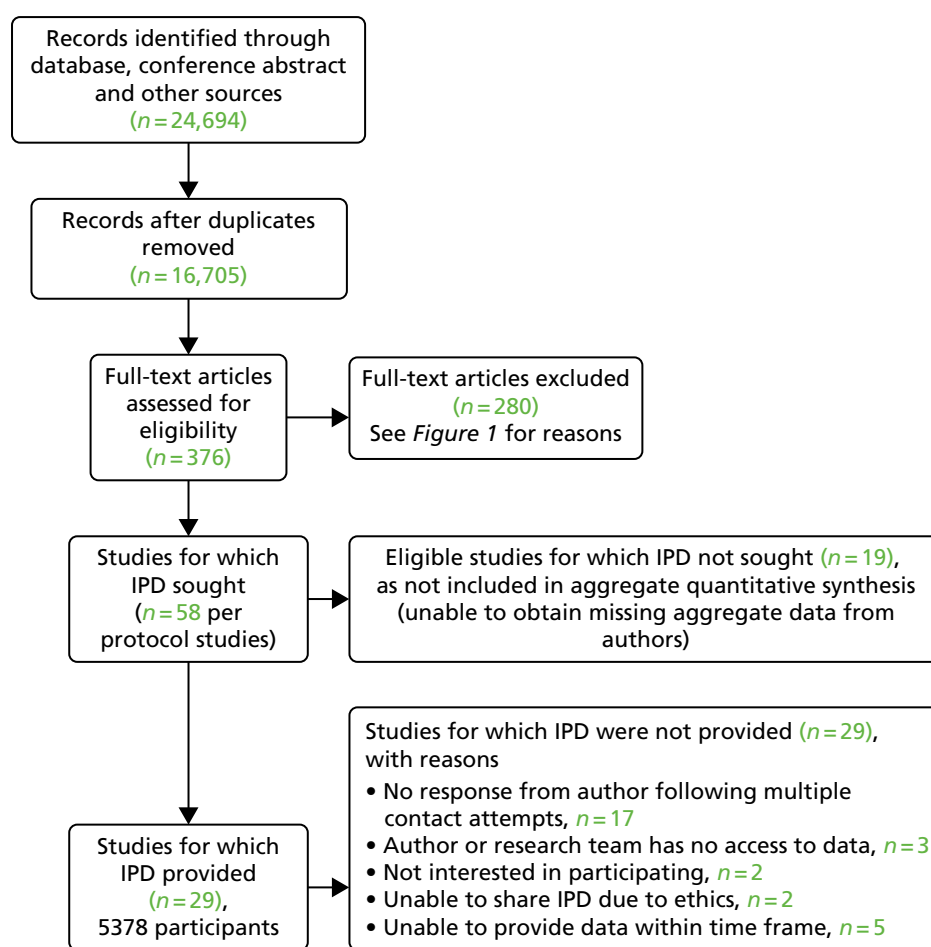 Records identified through
database, conference abstract
and other sources
(n=24,694)
Records after duplicates
removed
(n=16,705)
Full-text articles
assessed for
eligibility
(n=376)
Full-text articles excluded
(n=280)
See Figure 1 for reasons
Studies for which
IPD sought
(n=58 per
protocol studies)
Eligible studies for which IPD not sought (n=19),
as not included in aggregate quantitative synthesis
(unable to obtain missing aggregate data from
authors)
Studies for which
IPD provided
(n=29),
5378 participants
Studies for which IPD were not provided (n=29),
with reasons
• No response from author following multiple
contact attempts, n=17
• Author or research team has no access to data, n=3
• Not interested in participating, n=2
• Unable to share IPD due to ethics, n=2
• Unable to provide data within time frame, n=5